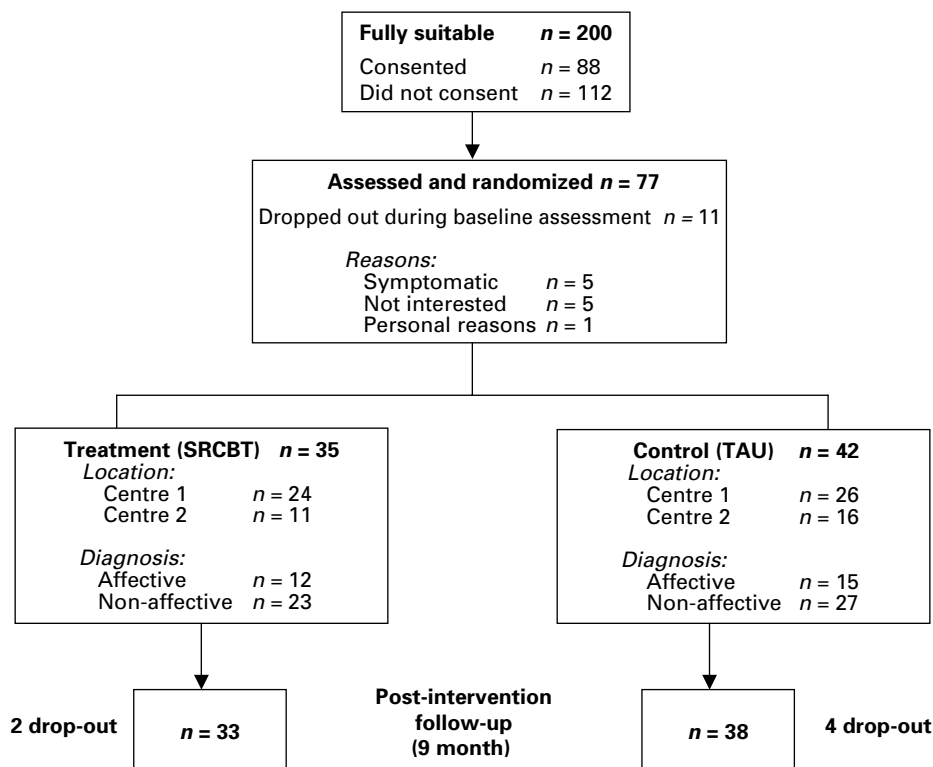 Fully suitable n = 200
Consented n = 88
Did not consent n = 112
Assessed and randomized n = 77
Dropped out during baseline assessment n = 11
Reasons:
Symptomatic n = 5
Not interested n = 5
Personal reasons n = 1
Treatment (SRCBT) n = 35
Location:
Centre 1 n = 24
Centre 2 n = 11
Diagnosis:
Affective n = 12
Non-affective n = 23
Control (TAU) n = 42
Location:
Centre 1 n = 26
Centre 2 n = 16
Diagnosis:
Affective n = 15
Non-affective n = 27
2 drop-out
n = 33
Post-intervention
follow-up
(9 month)
n = 38
4 drop-out